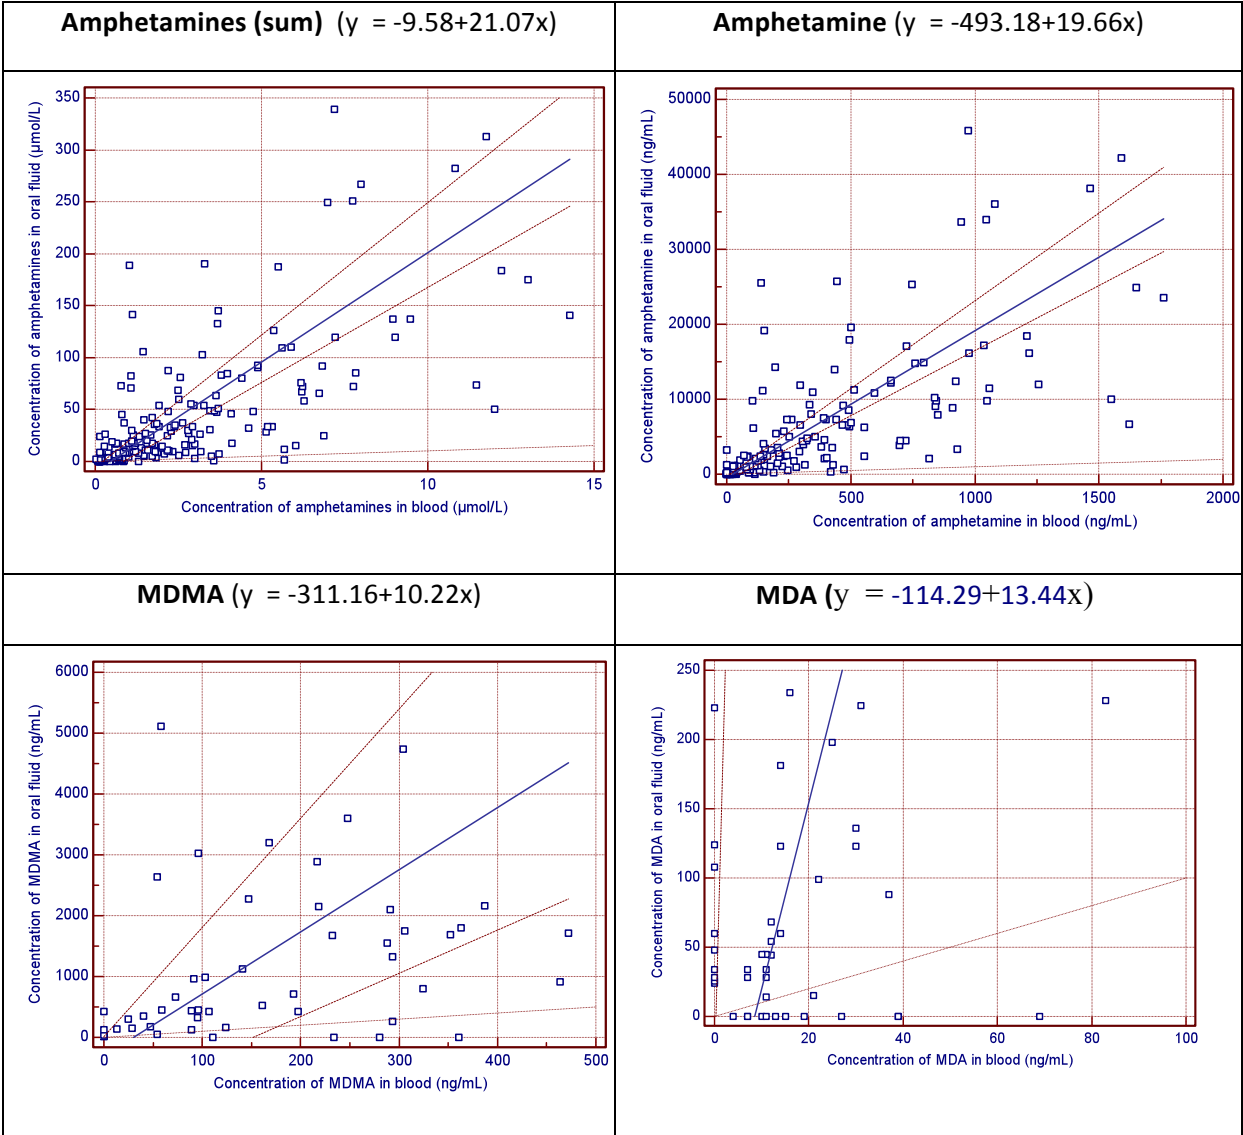 Amphetamines (sum) (y = -9.58+21.07x)
Amphetamine (y = -493.18+19.66x)
Concentration of amphetamines in oral fluid (µmol/L)
350
300
250
200
150
100
50
0
0 5 10 15
Concentration of amphetamines in blood (µmol/L)
Concentration of amphetamine in oral fluid (ng/mL)
50000
40000
30000
20000
10000
0
0 500 1000 1500 2000
Concentration of amphetamine in blood (ng/mL)
MDMA (y = -311.16+10.22x)
MDA (y = -114.29+13.44x)
Concentration of MDMA in oral fluid (ng/mL)
6000
5000
4000
3000
2000
1000
0
0 100 200 300 400 500
Concentration of MDMA in blood (ng/mL)
Concentration of MDA in oral fluid (ng/mL)
250
200
150
100
50
0
0 20 40 60 80 100
Concentration of MDA in blood (ng/mL)